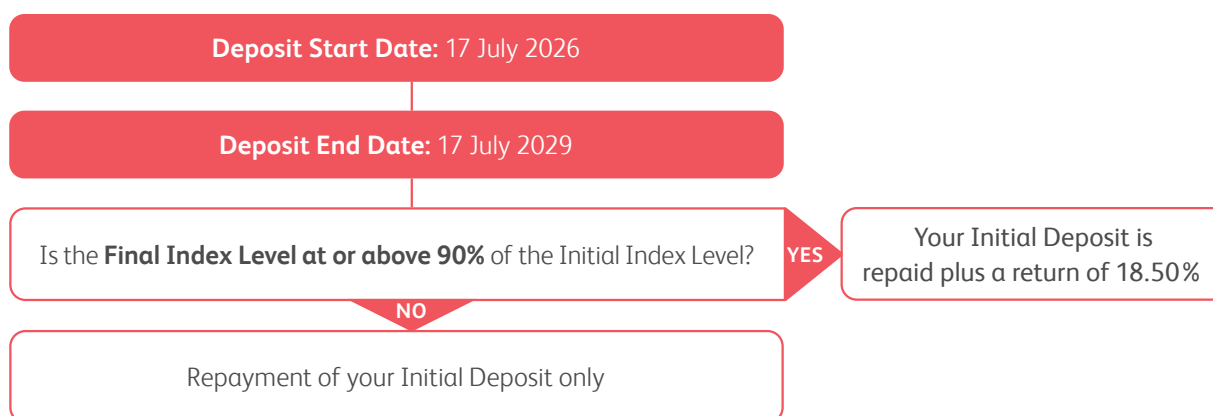 Deposit Start Date: 17 July 2026
Deposit End Date: 17 July 2029
Is the Final Index Level at or above 90% of the Initial Index Level?
YES
Your Initial Deposit is
repaid plus a return of 18.50%
NO
Repayment of your Initial Deposit only